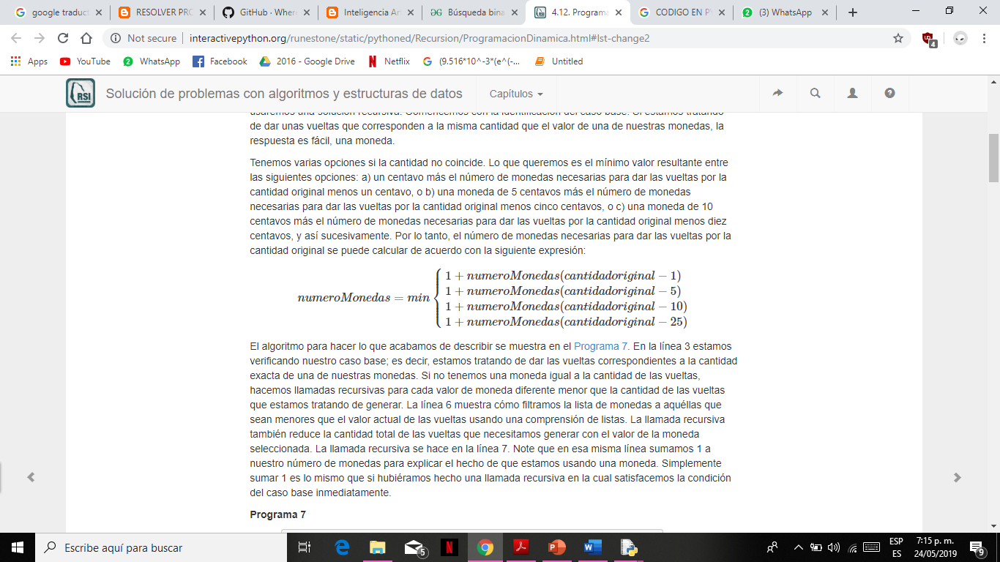 google traduct
RESOLVER PRO
GitHub · Where
Inteligencia Ar
Búsqueda bina
4.12. Programa
CODIGO EN PY
(3) WhatsApp
Not secure | interactivepython.org/runestone/static/pythoned/Recursion/ProgramacionDinamica.html#lst-change2
Apps YouTube WhatsApp Facebook 2016 - Google Drive Netflix (9.516*10^-3*(e^(-... Untitled
RSI Solución de problemas con algoritmos y estructuras de datos Capítulos
usaremos una solución recursiva. Comencemos con la identificación del caso base. Si estamos tratando
de dar unas vueltas que corresponden a la misma cantidad que el valor de una de nuestras monedas, la
respuesta es fácil, una moneda.
Tenemos varias opciones si la cantidad no coincide. Lo que queremos es el mínimo valor resultante entre
las siguientes opciones: a) un centavo más el número de monedas necesarias para dar las vueltas por la
cantidad original menos un centavo, o b) una moneda de 5 centavos más el número de monedas
necesarias para dar las vueltas por la cantidad original menos cinco centavos, o c) una moneda de 10
centavos más el número de monedas necesarias para dar las vueltas por la cantidad original menos diez
centavos, y así sucesivamente. Por lo tanto, el número de monedas necesarias para dar las vueltas por la
cantidad original se puede calcular de acuerdo con la siguiente expresión:
numeroMonedas = min {
1 + numeroMonedas(cantidadoriginal − 1)
1 + numeroMonedas(cantidadoriginal − 5)
1 + numeroMonedas(cantidadoriginal − 10)
1 + numeroMonedas(cantidadoriginal − 25)
El algoritmo para hacer lo que acabamos de describir se muestra en el Programa 7. En la línea 3 estamos
verificando nuestro caso base; es decir, estamos tratando de dar las vueltas correspondientes a la cantidad
exacta de una de nuestras monedas. Si no tenemos una moneda igual a la cantidad de las vueltas,
hacemos llamadas recursivas para cada valor de moneda diferente menor que la cantidad de las vueltas
que estamos tratando de generar. La línea 6 muestra cómo filtramos la lista de monedas a aquéllas que
sean menores que el valor actual de las vueltas usando una comprensión de listas. La llamada recursiva
también reduce la cantidad total de las vueltas que necesitamos generar con el valor de la moneda
seleccionada. La llamada recursiva se hace en la línea 7. Note que en esa misma línea sumamos 1 a
nuestro número de monedas para explicar el hecho de que estamos usando una moneda. Simplemente
sumar 1 es lo mismo que si hubiéramos hecho una llamada recursiva en la cual satisfacemos la condición
del caso base inmediatamente.
Programa 7
Escribe aquí para buscar
5
ESP
ES
7:15 p. m.
24/05/2019
9